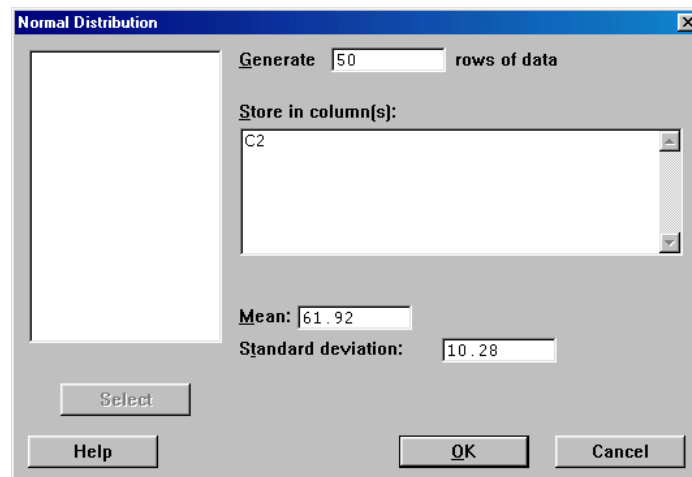 Normal Distribution
Generate 50 rows of data
Store in column(s):
C2
Mean: 61.92
Standard deviation: 10.28
Select
Help OK Cancel